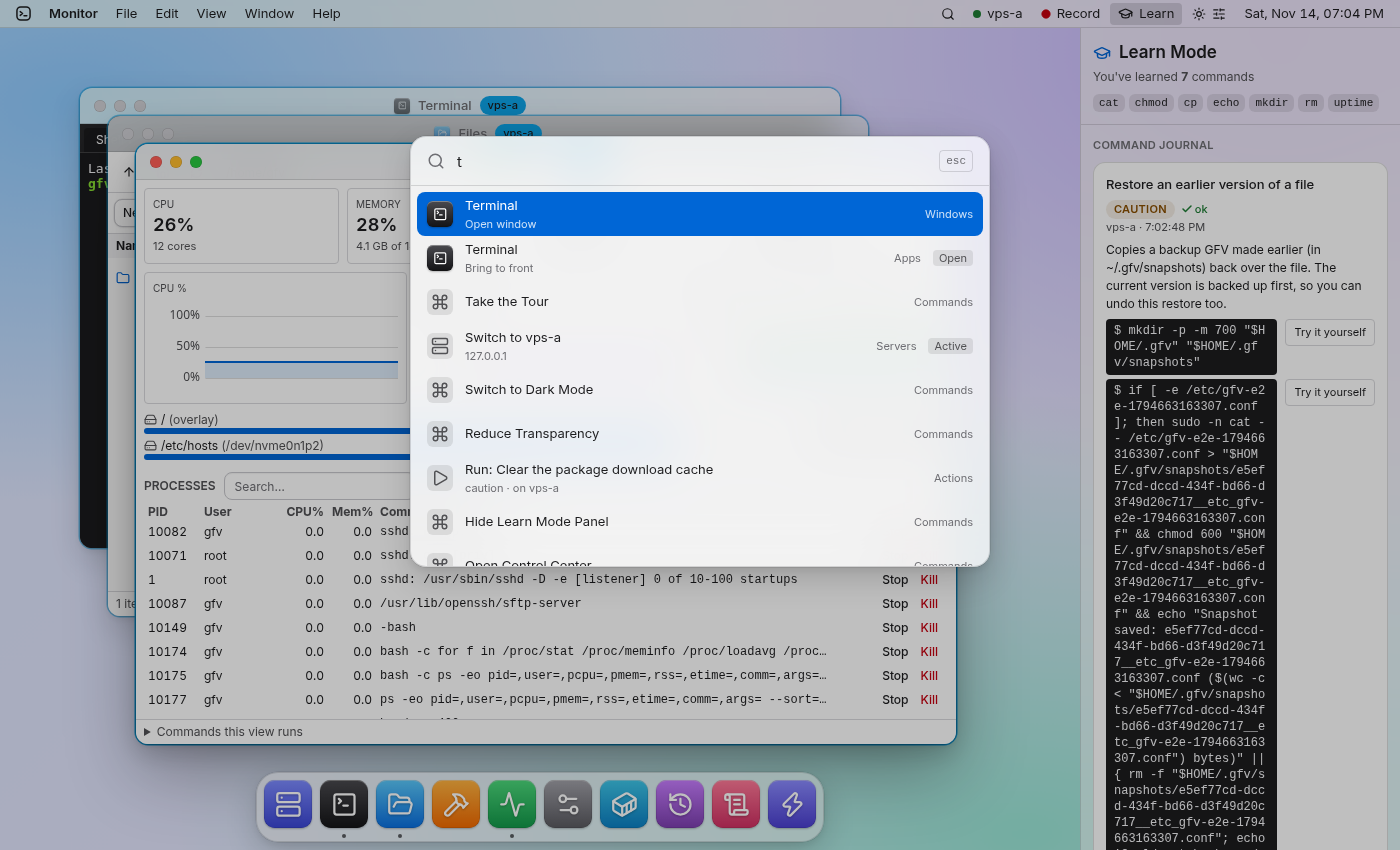 Monitor File Edit View Window Help
vps-a Record Learn Sat, Nov 14, 07:04 PM
Terminal vps-a
Files vps-a
t esc
Terminal
Open window
Windows
Terminal
Bring to front
Apps Open
Take the Tour Commands
Switch to vps-a
127.0.0.1
Servers Active
Switch to Dark Mode Commands
Reduce Transparency Commands
Run: Clear the package download cache
caution · on vps-a
Actions
Hide Learn Mode Panel Commands
Open Control Center Commands
CPU
26%
12 cores
MEMORY
28%
4.1 GB of 1
CPU %
100%
50%
0%
/ (overlay)
/etc/hosts (/dev/nvme0n1p2)
PROCESSES Search...
PID User CPU% Mem% Comm
10082 gfv 0.0 0.0 sshd
10071 root 0.0 0.0 sshd
1 root 0.0 0.0 sshd: /usr/sbin/sshd -D -e [listener] 0 of 10-100 startups Stop Kill
10087 gfv 0.0 0.0 /usr/lib/openssh/sftp-server Stop Kill
10149 gfv 0.0 0.0 -bash Stop Kill
10174 gfv 0.0 0.0 bash -c for f in /proc/stat /proc/meminfo /proc/loadavg /proc… Stop Kill
10175 gfv 0.0 0.0 bash -c ps -eo pid=,user=,pcpu=,pmem=,rss=,etime=,comm=,args=… Stop Kill
10177 gfv 0.0 0.0 ps -eo pid=,user=,pcpu=,pmem=,rss=,etime=,comm=,args= --sort=… Stop Kill
Commands this view runs
Sh
Las
gfv
Ne
Nar
1 ite
Learn Mode
You've learned 7 commands
cat chmod cp echo mkdir rm uptime
COMMAND JOURNAL
Restore an earlier version of a file
CAUTION ok
vps-a · 7:02:48 PM
Copies a backup GFV made earlier (in
~/.gfv/snapshots) back over the file. The
current version is backed up first, so you can
undo this restore too.
$ mkdir -p -m 700 "$H
OME/.gfv" "$HOME/.gf
v/snapshots"
Try it yourself
$ if [ -e /etc/gfv-e2
e-1794663163307.conf
]; then sudo -n cat -
- /etc/gfv-e2e-179466
3163307.conf > "$HOM
E/.gfv/snapshots/e5ef
77cd-dccd-434f-bd66-d
3f49d20c717__etc_gfv-
e2e-1794663163307.con
f" && chmod 600 "$HOM
E/.gfv/snapshots/e5ef
77cd-dccd-434f-bd66-d
3f49d20c717__etc_gfv-
e2e-1794663163307.con
f" && echo "Snapshot
saved: e5ef77cd-dccd-
434f-bd66-d3f49d20c71
7__etc_gfv-e2e-179466
3163307.conf ($(wc -c
< "$HOME/.gfv/snapsho
ts/e5ef77cd-dccd-434f
-bd66-d3f49d20c717__e
tc_gfv-e2e-1794663163
307.conf") bytes)" ||
{ rm -f "$HOME/.gfv/s
napshots/e5ef77cd-dcc
d-434f-bd66-d3f49d20c
717__etc_gfv-e2e-1794
663163307.conf"; echo
Try it yourself